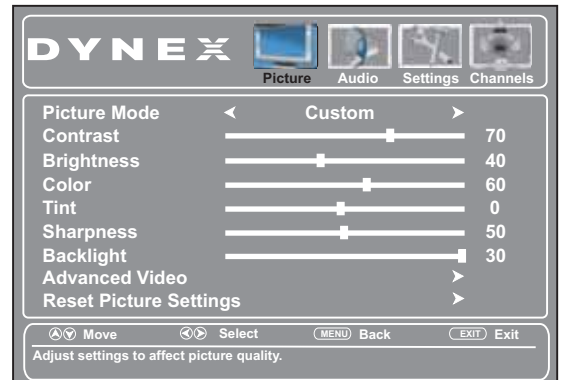 DYNEX
Picture Audio Settings Channels
Picture Mode Custom
Contrast 70
Brightness 40
Color 60
Tint 0
Sharpness 50
Backlight 30
Advanced Video
Reset Picture Settings
Move Select MENU Back EXIT Exit
Adjust settings to affect picture quality.